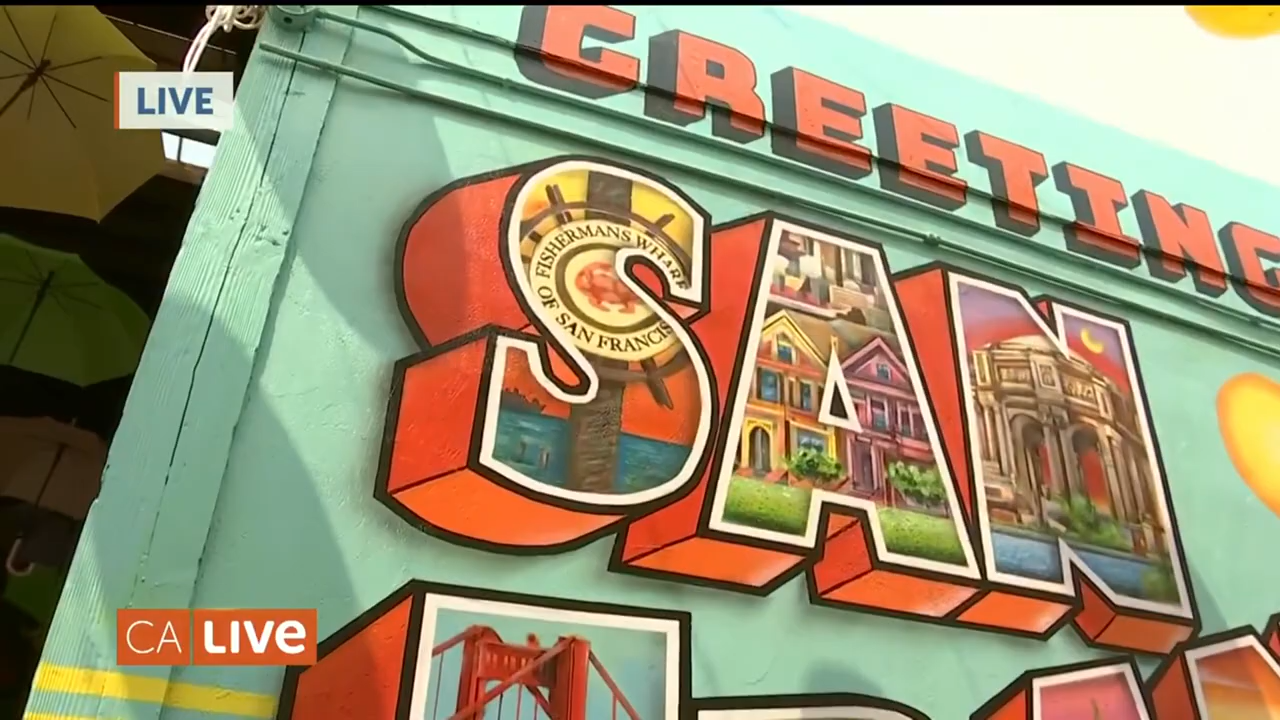 LIVE
GREETING
SAN
FISHERMANS WHARF
OF SAN FRANCIS
CA LIVE